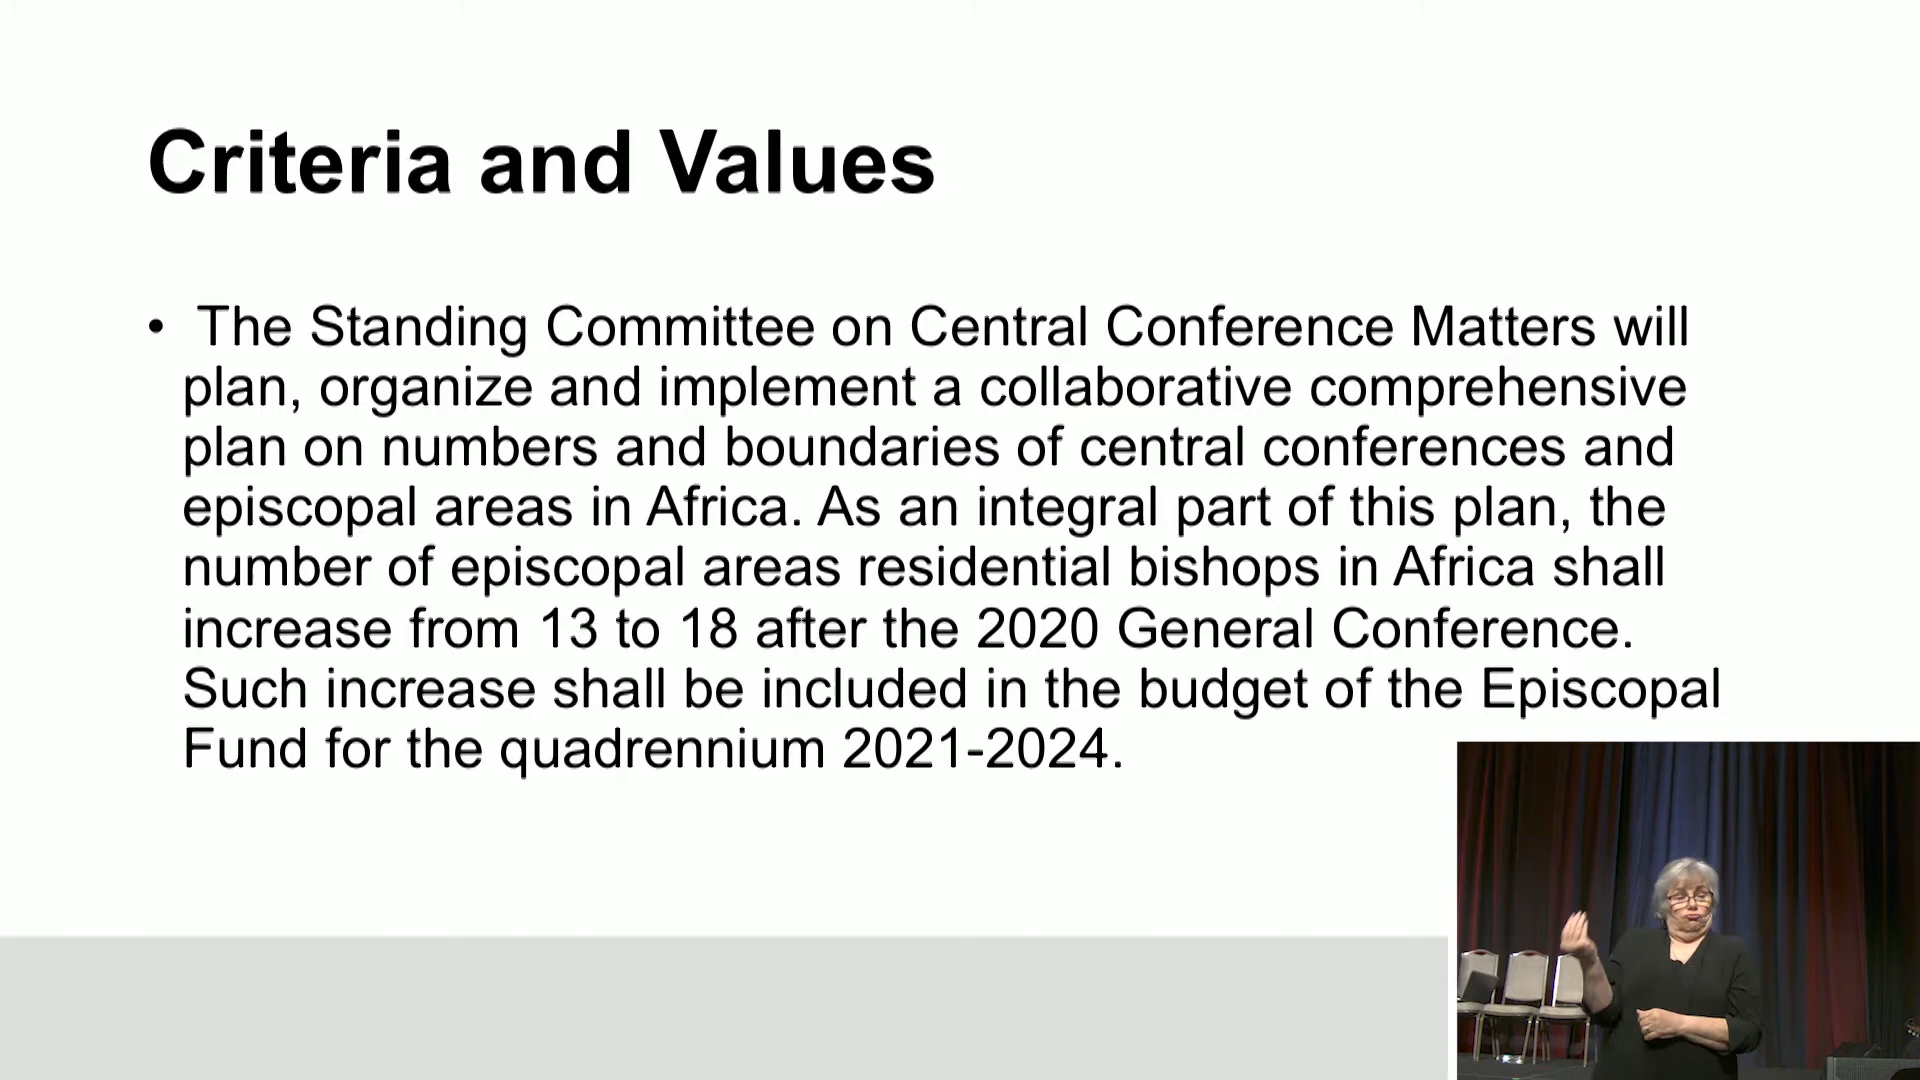 Criteria and Values
• The Standing Committee on Central Conference Matters will
plan, organize and implement a collaborative comprehensive
plan on numbers and boundaries of central conferences and
episcopal areas in Africa. As an integral part of this plan, the
number of episcopal areas residential bishops in Africa shall
increase from 13 to 18 after the 2020 General Conference.
Such increase shall be included in the budget of the Episcopal
Fund for the quadrennium 2021-2024.